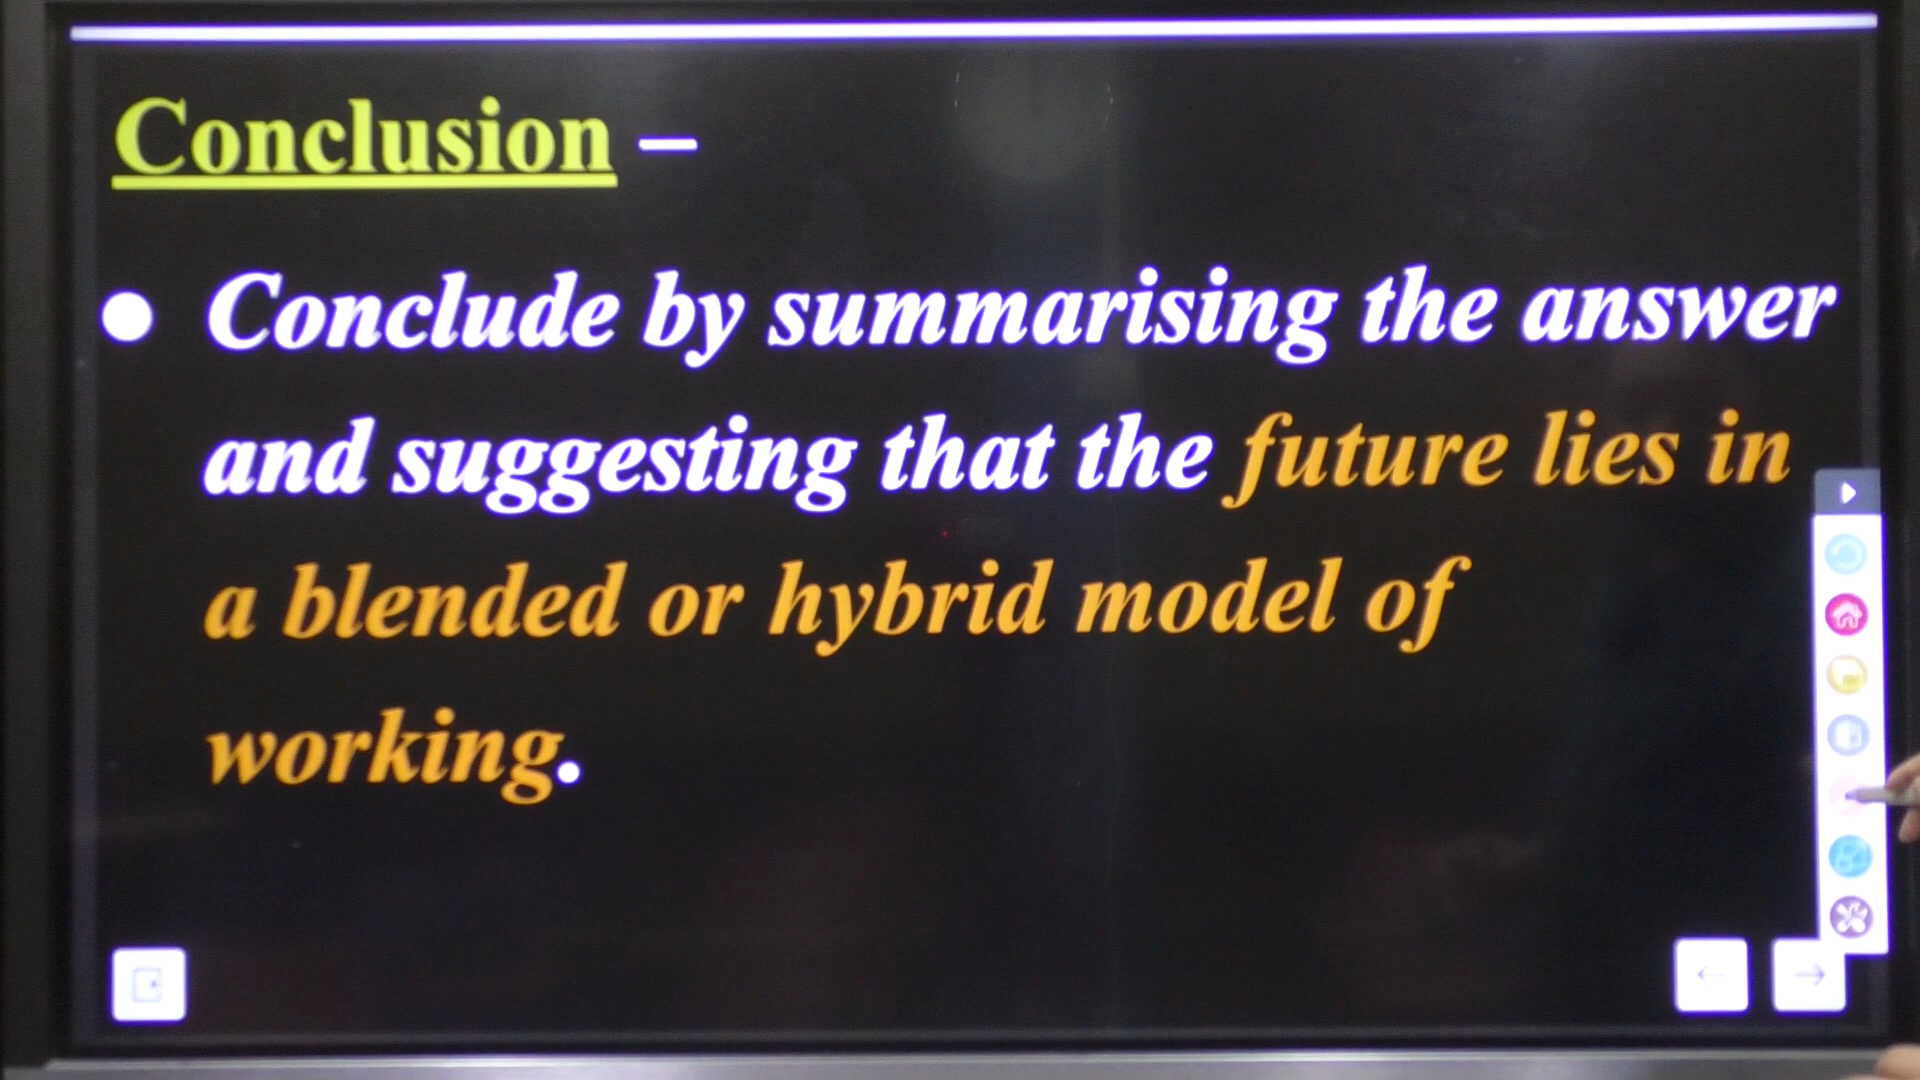 Conclusion –
● Conclude by summarising the answer
and suggesting that the future lies in
a blended or hybrid model of
working.